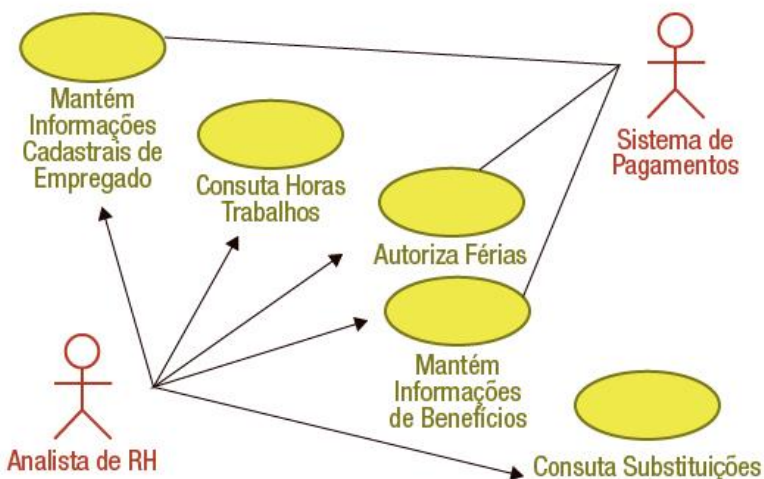 Mantém
Informações
Cadastrais de
Empregado
Consuta Horas
Trabalhos
Sistema de
Pagamentos
Autoriza Férias
Mantém
Informações
de Benefícios
Analista de RH
Consuta Substituições